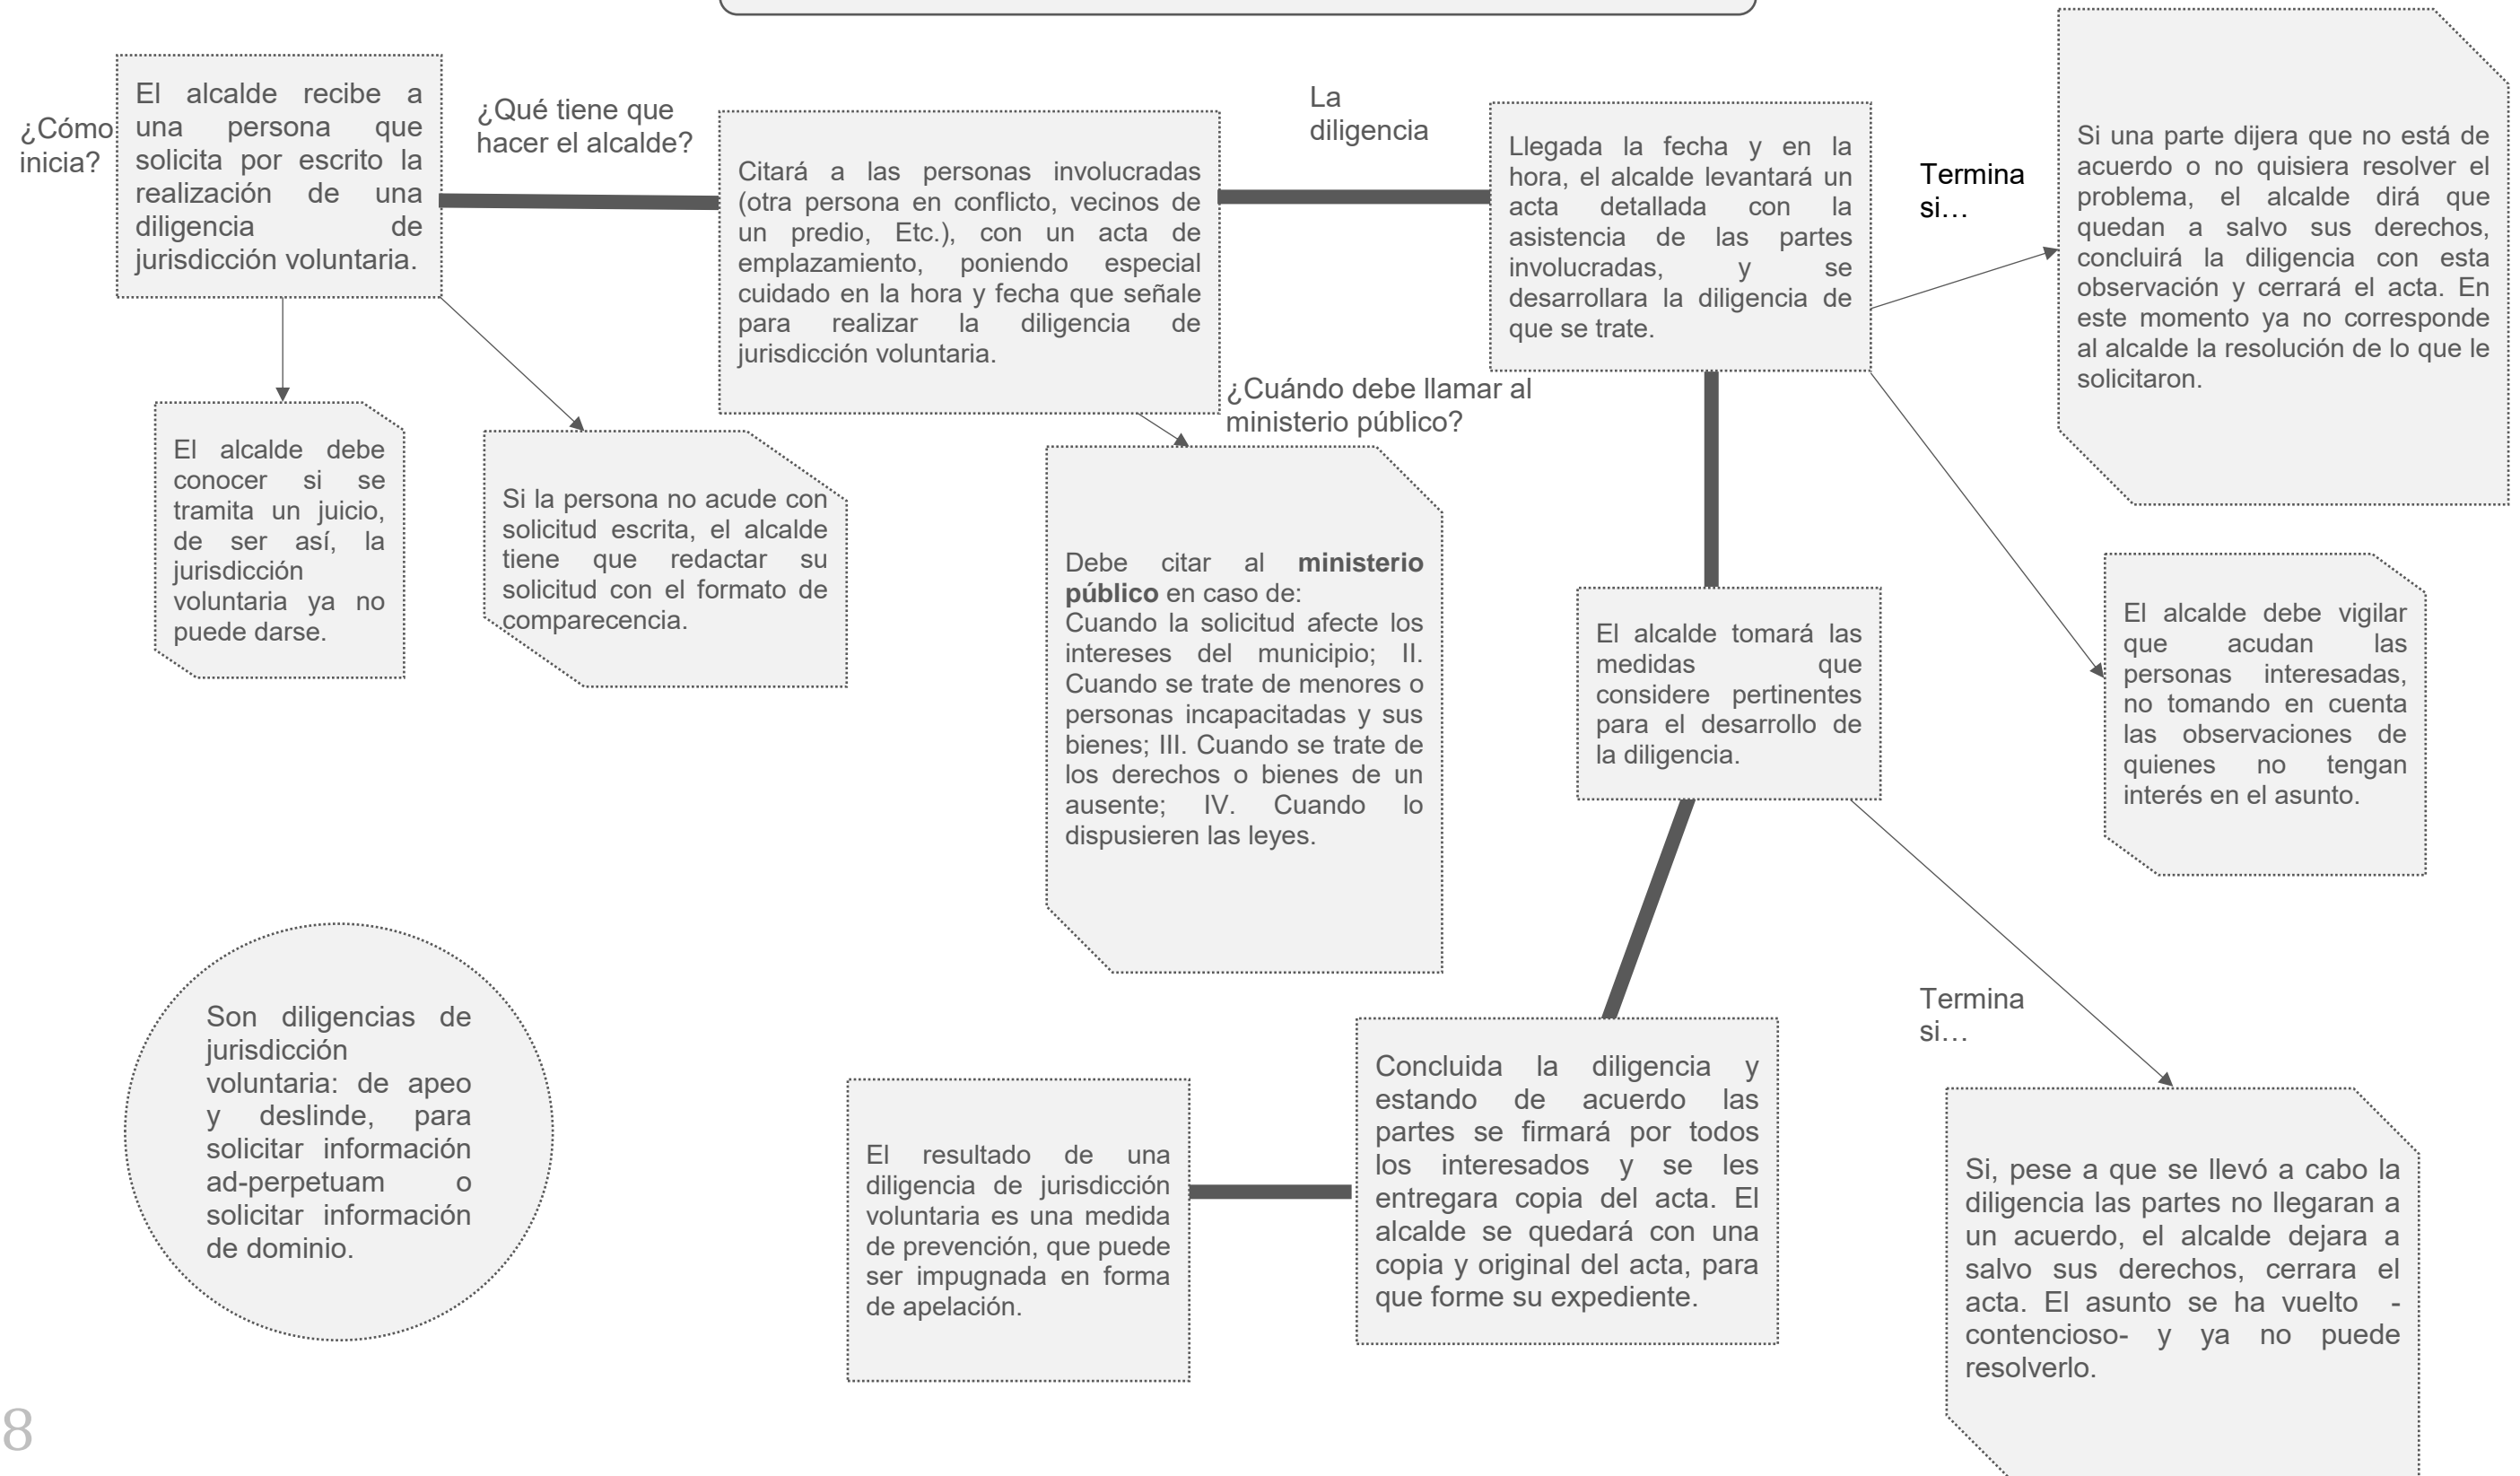 ¿Cómo
inicia?
El alcalde recibe a
una persona que
solicita por escrito la
realización de una
diligencia de
jurisdicción voluntaria.
¿Qué tiene que
hacer el alcalde?
Citará a las personas involucradas
(otra persona en conflicto, vecinos de
un predio, Etc.), con un acta de
emplazamiento, poniendo especial
cuidado en la hora y fecha que señale
para realizar la diligencia de
jurisdicción voluntaria.
La
diligencia
Llegada la fecha y en la
hora, el alcalde levantará un
acta detallada con la
asistencia de las partes
involucradas, y se
desarrollara la diligencia de
que se trate.
Termina
si…
Si una parte dijera que no está de
acuerdo o no quisiera resolver el
problema, el alcalde dirá que
quedan a salvo sus derechos,
concluirá la diligencia con esta
observación y cerrará el acta. En
este momento ya no corresponde
al alcalde la resolución de lo que le
solicitaron.
El alcalde debe
conocer si se
tramita un juicio,
de ser así, la
jurisdicción
voluntaria ya no
puede darse.
Si la persona no acude con
solicitud escrita, el alcalde
tiene que redactar su
solicitud con el formato de
comparecencia.
¿Cuándo debe llamar al
ministerio público?
Debe citar al ministerio
público en caso de:
Cuando la solicitud afecte los
intereses del municipio; II.
Cuando se trate de menores o
personas incapacitadas y sus
bienes; III. Cuando se trate de
los derechos o bienes de un
ausente; IV. Cuando lo
dispusieren las leyes.
El alcalde tomará las
medidas que
considere pertinentes
para el desarrollo de
la diligencia.
El alcalde debe vigilar
que acudan las
personas interesadas,
no tomando en cuenta
las observaciones de
quienes no tengan
interés en el asunto.
Son diligencias de
jurisdicción
voluntaria: de apeo
y deslinde, para
solicitar información
ad-perpetuam o
solicitar información
de dominio.
El resultado de una
diligencia de jurisdicción
voluntaria es una medida
de prevención, que puede
ser impugnada en forma
de apelación.
Concluida la diligencia y
estando de acuerdo las
partes se firmará por todos
los interesados y se les
entregara copia del acta. El
alcalde se quedará con una
copia y original del acta, para
que forme su expediente.
Termina
si…
Si, pese a que se llevó a cabo la
diligencia las partes no llegaran a
un acuerdo, el alcalde dejara a
salvo sus derechos, cerrara el
acta. El asunto se ha vuelto -
contencioso- y ya no puede
resolverlo.
8